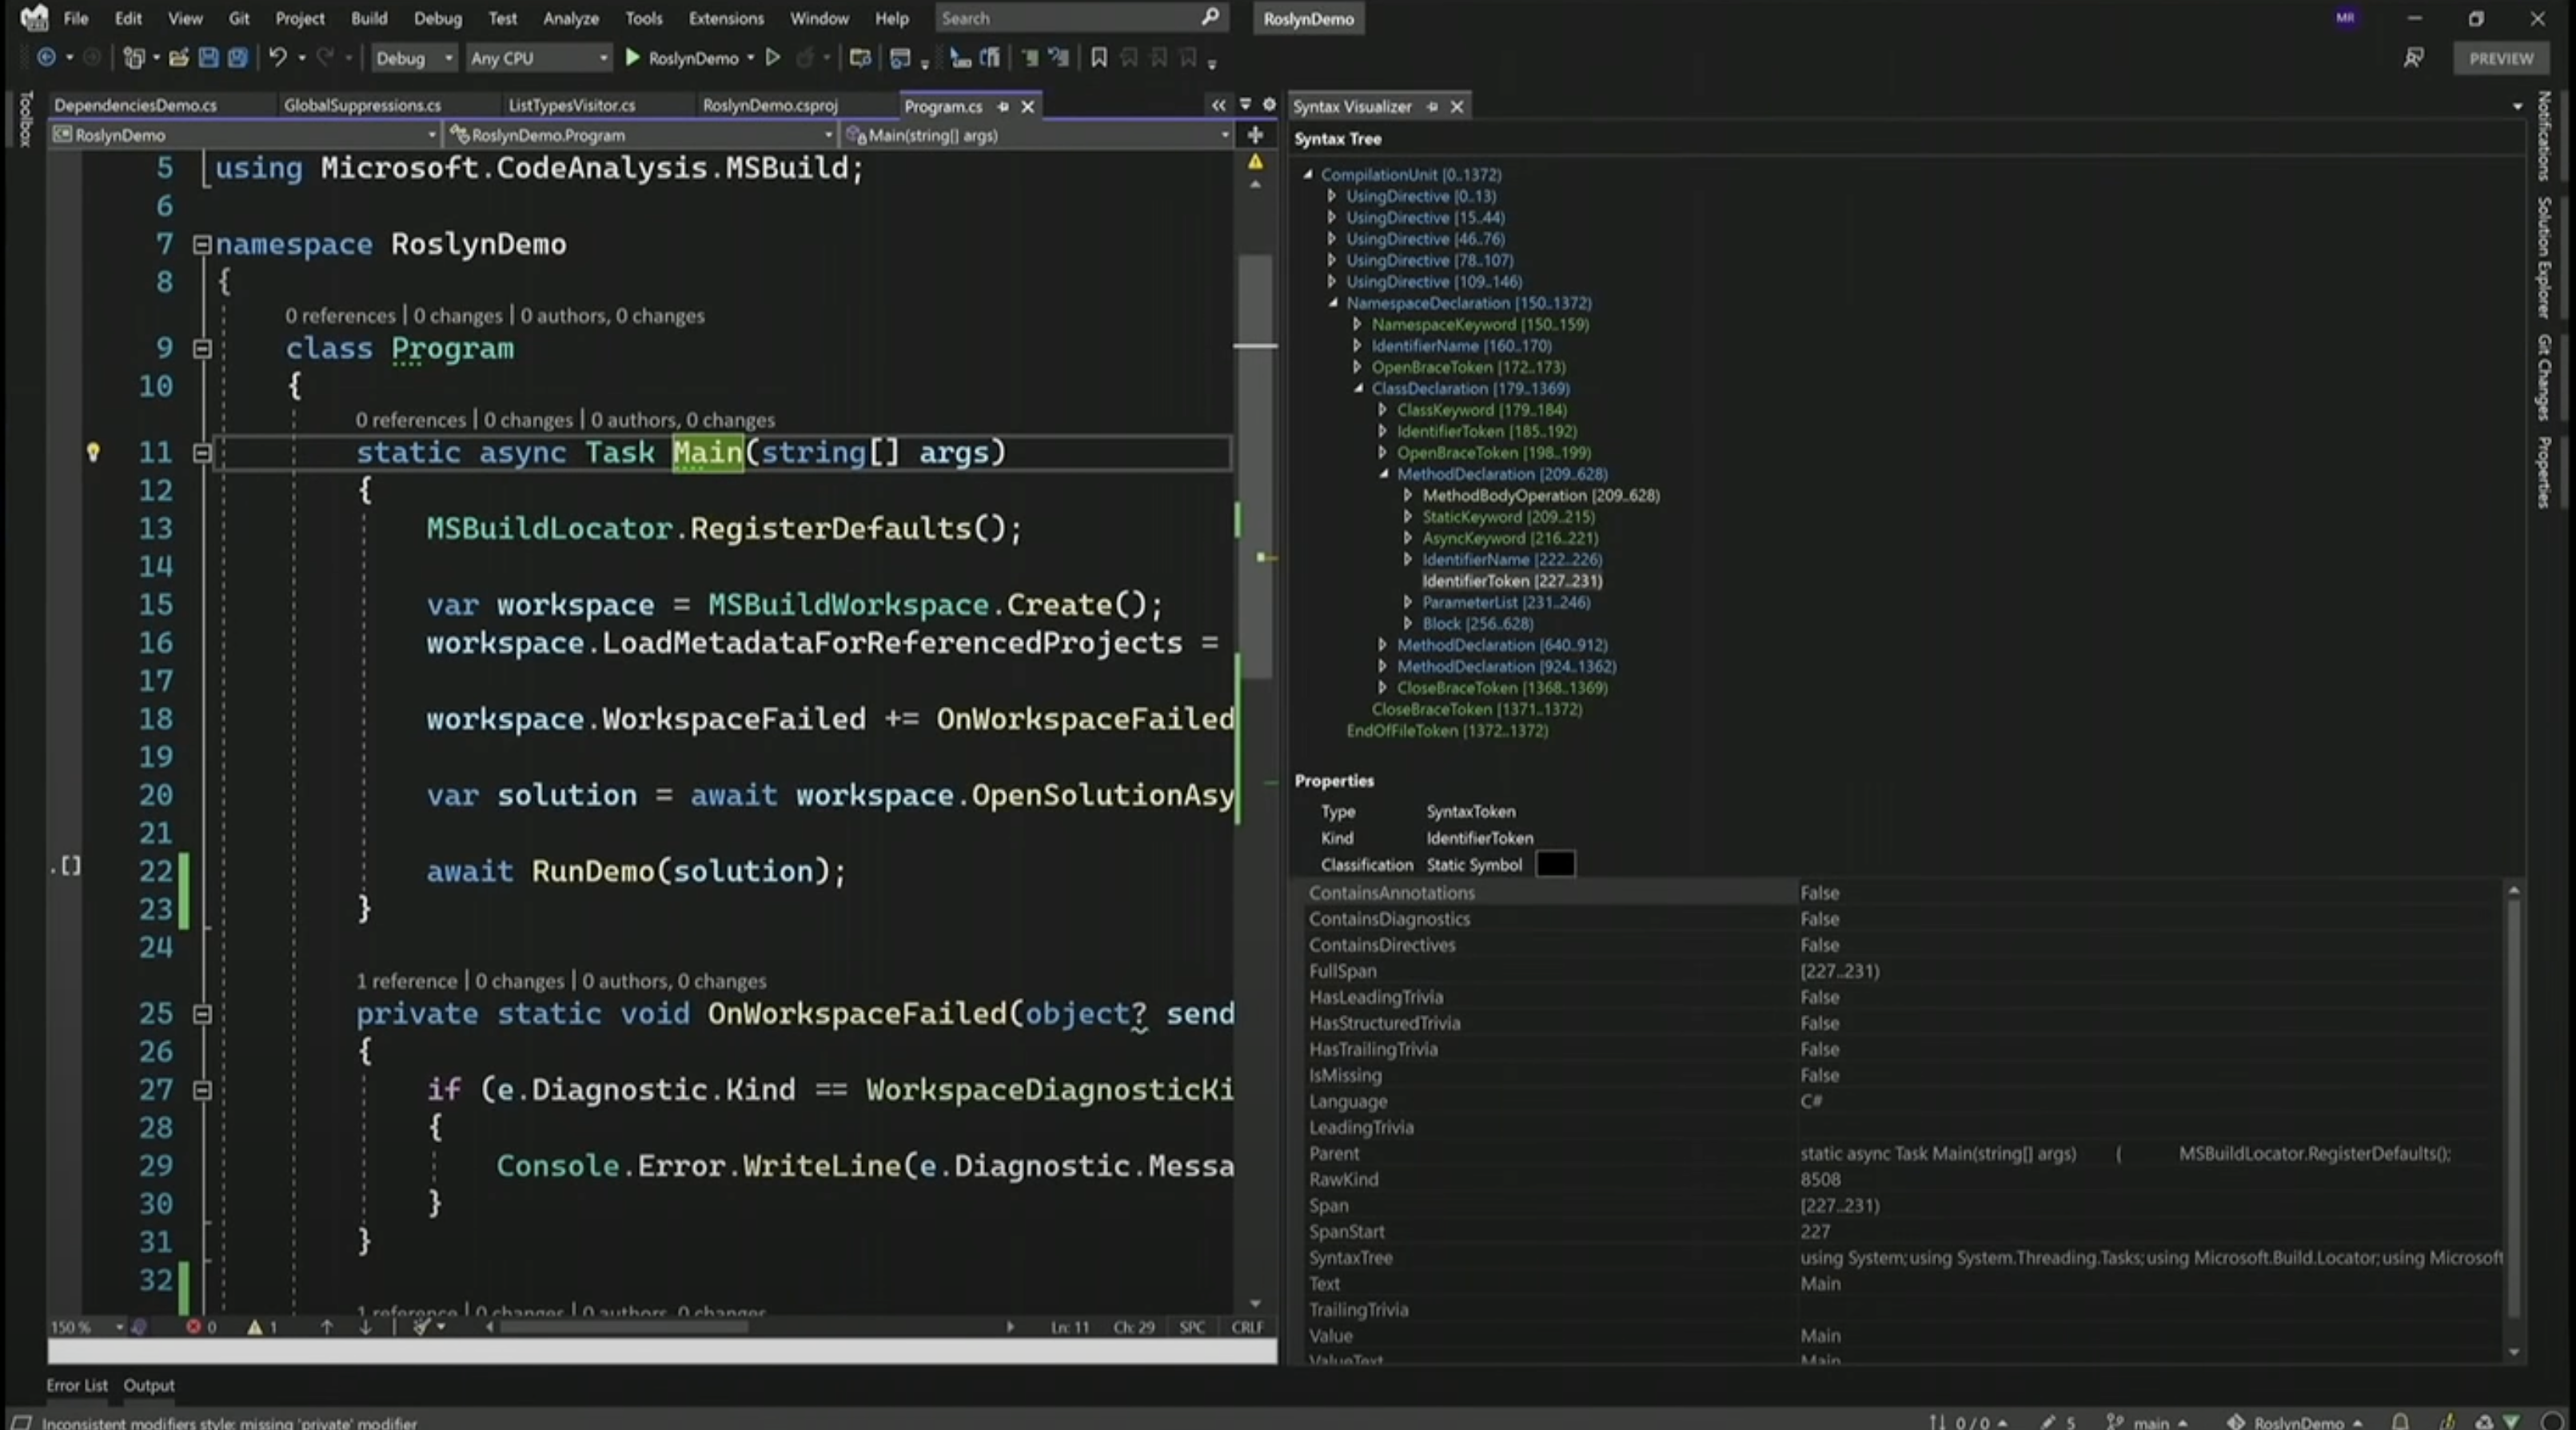 File Edit View Git Project Build Debug Test Analyze Tools Extensions Window Help Search RoslynDemo MR
Debug Any CPU RoslynDemo PREVIEW
Toolbox
DependenciesDemo.cs GlobalSuppressions.cs ListTypesVisitor.cs RoslynDemo.csproj Program.cs
RoslynDemo RoslynDemo.Program Main(string[] args)
5 using Microsoft.CodeAnalysis.MSBuild;
6
7 namespace RoslynDemo
8 {
0 references | 0 changes | 0 authors, 0 changes
9 class Program
10 {
0 references | 0 changes | 0 authors, 0 changes
11 static async Task Main(string[] args)
12 {
13 MSBuildLocator.RegisterDefaults();
14
15 var workspace = MSBuildWorkspace.Create();
16 workspace.LoadMetadataForReferencedProjects =
17
18 workspace.WorkspaceFailed += OnWorkspaceFailed
19
20 var solution = await workspace.OpenSolutionAsy
21
.[] 22 await RunDemo(solution);
23 }
24
1 reference | 0 changes | 0 authors, 0 changes
25 private static void OnWorkspaceFailed(object? send
26 {
27 if (e.Diagnostic.Kind == WorkspaceDiagnosticKi
28 {
29 Console.Error.WriteLine(e.Diagnostic.Messa
30 }
31 }
32
1 reference | 0 changes | 0 authors, 0 changes
150 % 0 1 Ln: 11 Ch: 29 SPC CRLF
Syntax Visualizer
Syntax Tree
CompilationUnit [0..1372)
UsingDirective [0..13)
UsingDirective [15..44)
UsingDirective [46..76)
UsingDirective [78..107)
UsingDirective [109..146)
NamespaceDeclaration [150..1372)
NamespaceKeyword [150..159)
IdentifierName [160..170)
OpenBraceToken [172..173)
ClassDeclaration [179..1369)
ClassKeyword [179..184)
IdentifierToken [185..192)
OpenBraceToken [198..199)
MethodDeclaration [209..628)
MethodBodyOperation [209..628)
StaticKeyword [209..215)
AsyncKeyword [216..221)
IdentifierName [222..226)
IdentifierToken [227..231)
ParameterList [231..246)
Block [256..628)
MethodDeclaration [640..912)
MethodDeclaration [924..1362)
CloseBraceToken [1368..1369)
CloseBraceToken [1371..1372)
EndOfFileToken [1372..1372)
Properties
Type SyntaxToken
Kind IdentifierToken
Classification Static Symbol
ContainsAnnotations False
ContainsDiagnostics False
ContainsDirectives False
FullSpan [227..231)
HasLeadingTrivia False
HasStructuredTrivia False
HasTrailingTrivia False
IsMissing False
Language C#
LeadingTrivia
Parent static async Task Main(string[] args) { MSBuildLocator.RegisterDefaults();
RawKind 8508
Span [227..231)
SpanStart 227
SyntaxTree using System;using System.Threading.Tasks;using Microsoft.Build.Locator;using Microsoft
Text Main
TrailingTrivia
Value Main
ValueText Main
Notifications
Solution Explorer
Git Changes
Properties
Error List Output
Inconsistent modifiers style: missing 'private' modifier 0 / 0 5 main RoslynDemo